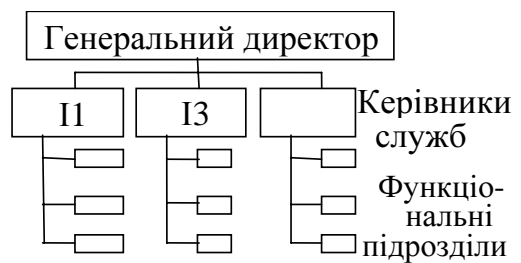 Генеральний директор
І1
І3
Керівники
служб
Функціо-
нальні
підрозділи